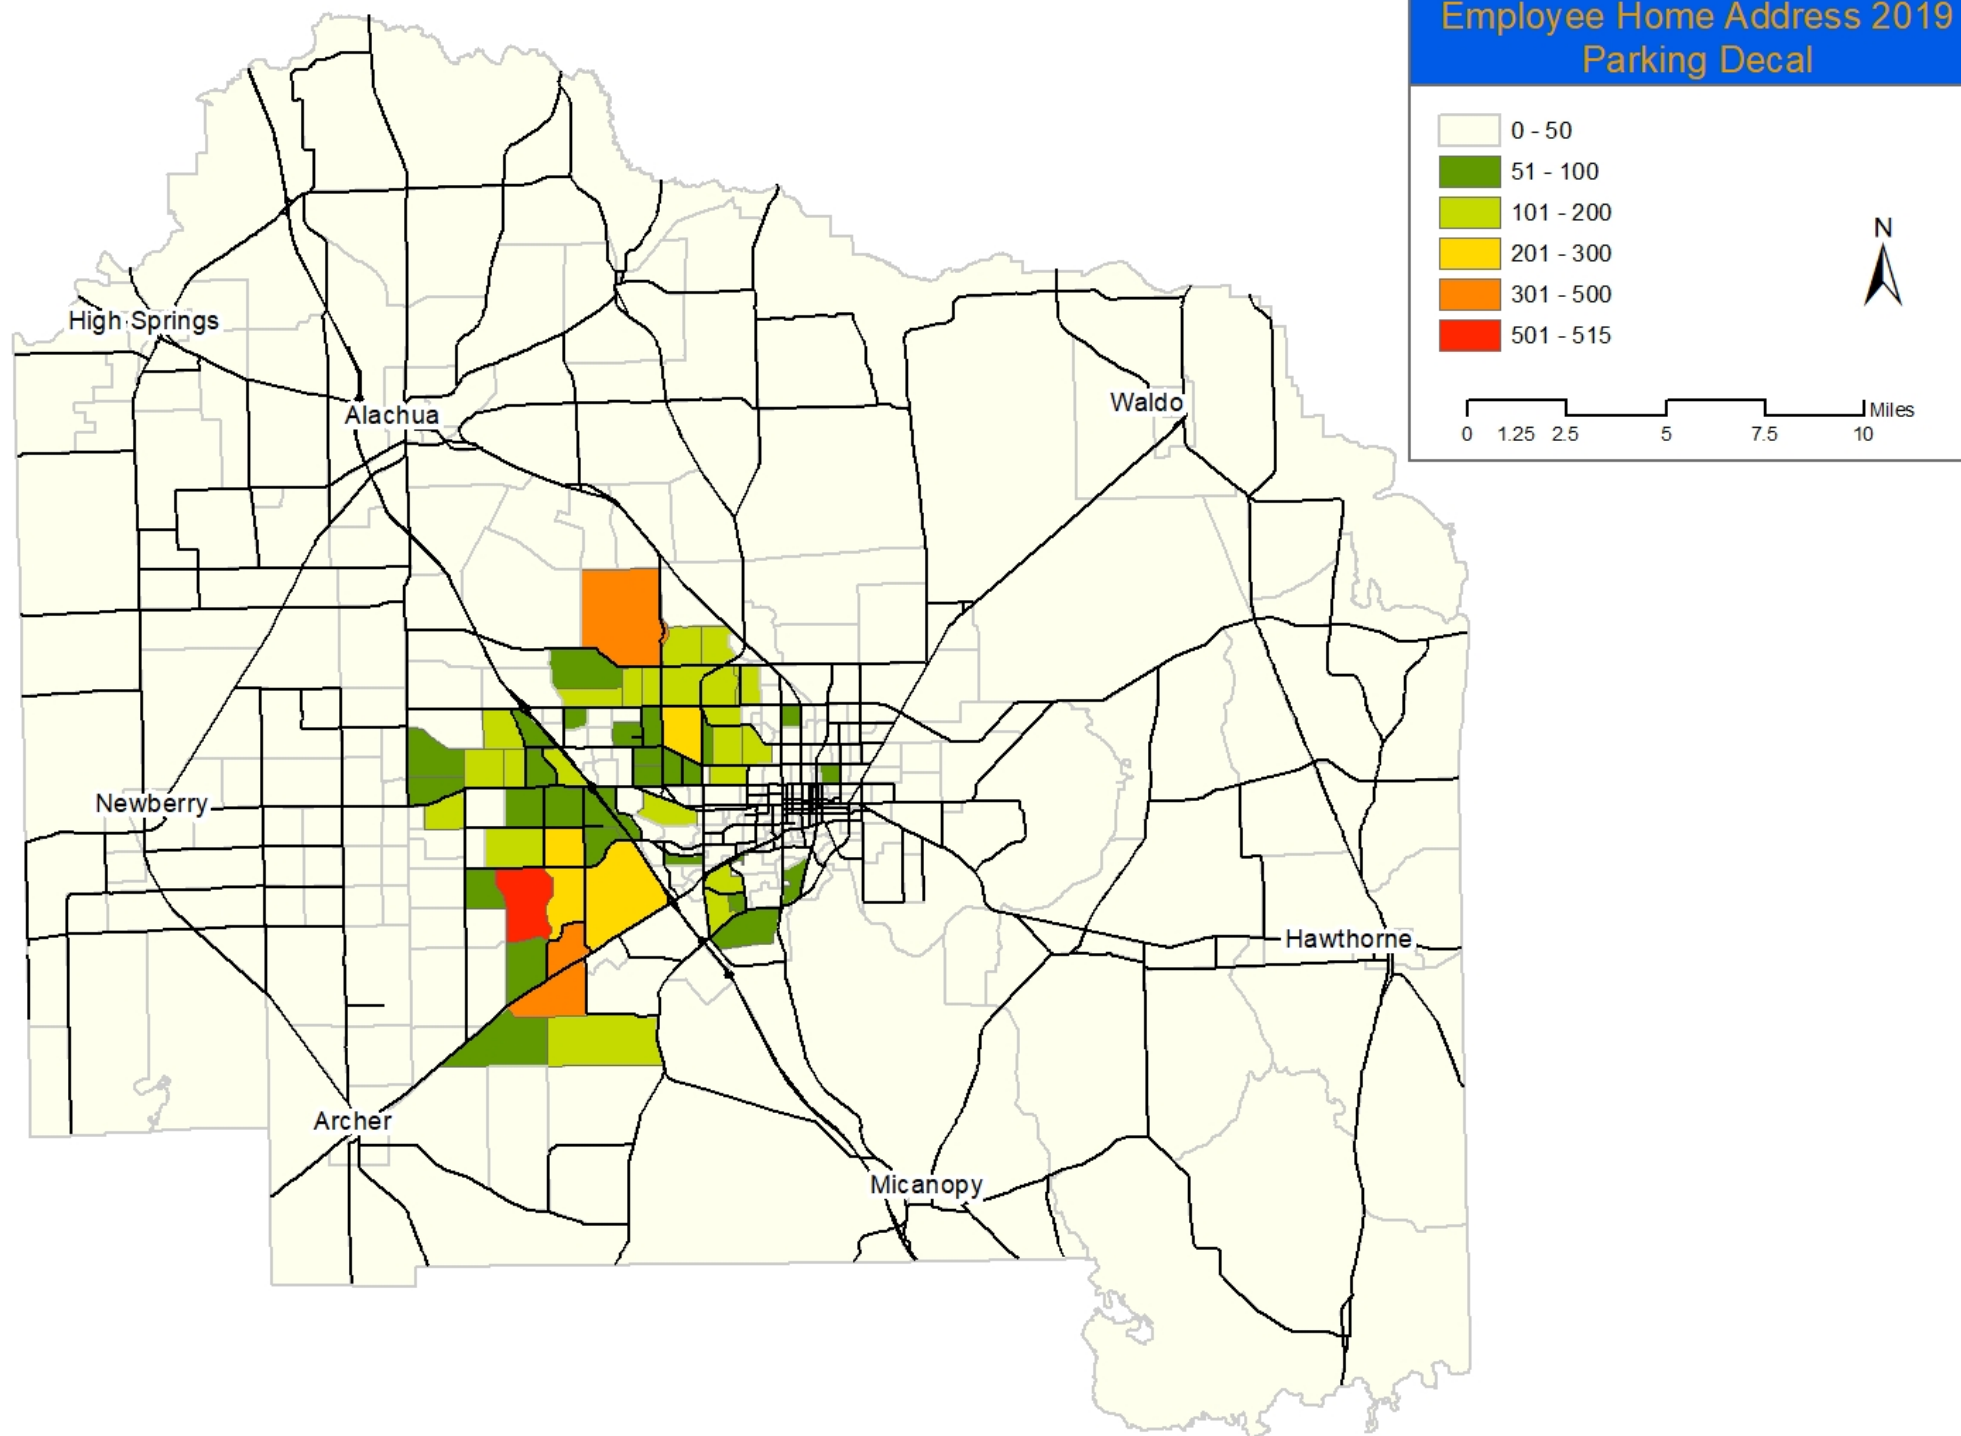 Employee Home Address 2019
Parking Decal
0 - 50
51 - 100
101 - 200
201 - 300
301 - 500
501 - 515
N
Miles
0 1.25 2.5 5 7.5 10
High Springs
Alachua
Waldo
Newberry
Hawthorne
Archer
Micanopy